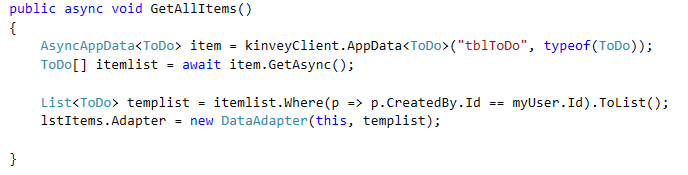 public async void GetAllItems()
{
    AsyncAppData<ToDo> item = kinveyClient.AppData<ToDo>("tblToDo", typeof(ToDo));
    ToDo[] itemlist = await item.GetAsync();

    List<ToDo> templist = itemlist.Where(p => p.CreatedBy.Id == myUser.Id).ToList();
    lstItems.Adapter = new DataAdapter(this, templist);

}